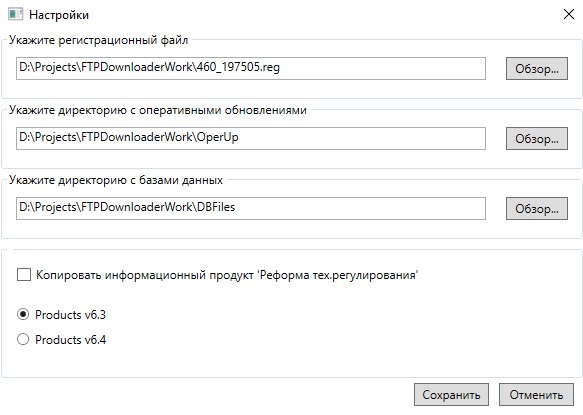 Настройки
Укажите регистрационный файл
D:\Projects\FTPDownloaderWork\460_197505.reg
Обзор...
Укажите директорию с оперативными обновлениями
D:\Projects\FTPDownloaderWork\OperUp
Обзор...
Укажите директорию с базами данных
D:\Projects\FTPDownloaderWork\DBFiles
Обзор...
Копировать информационный продукт 'Реформа тех.регулирования'
Products v6.3
Products v6.4
Сохранить
Отменить